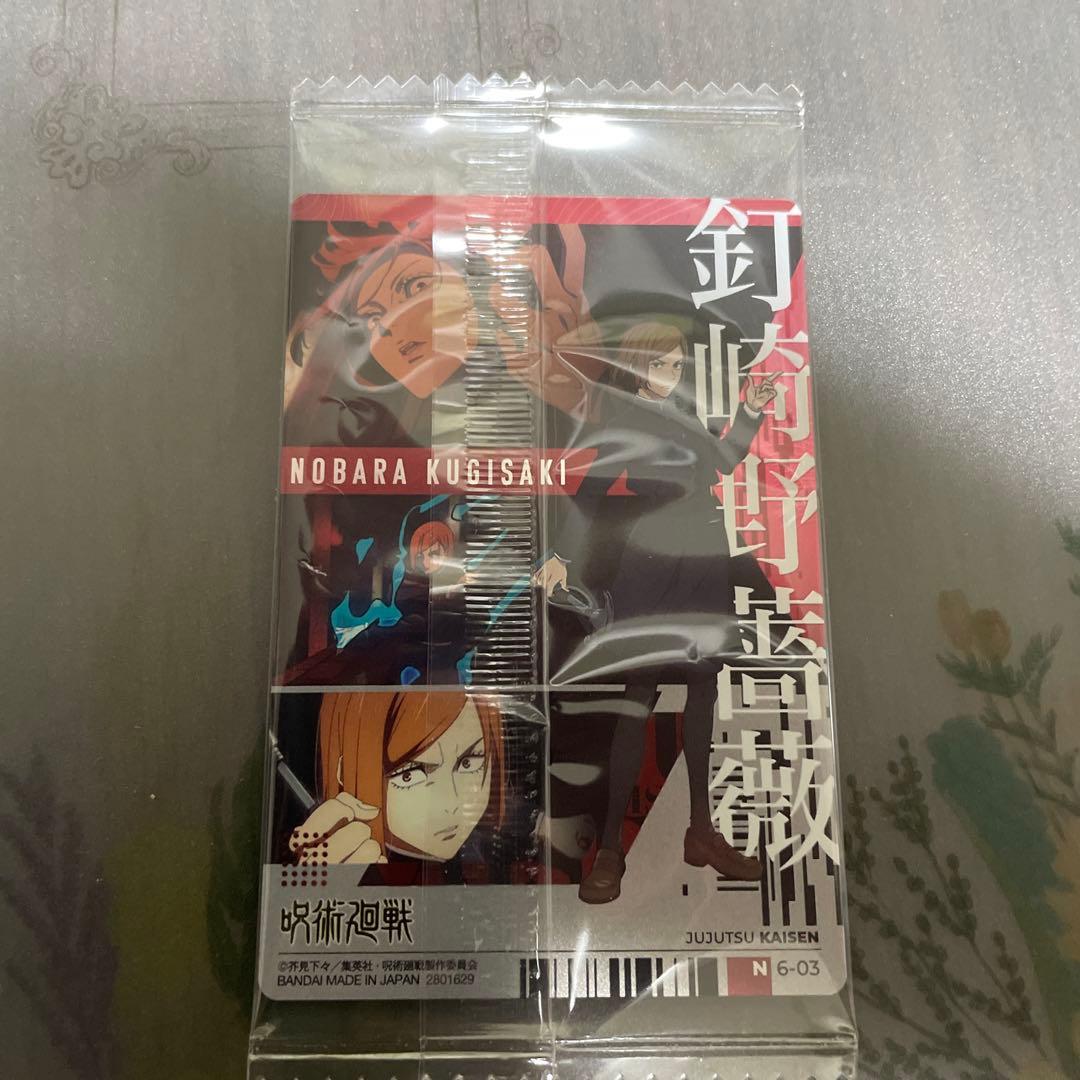 釘崎野薔薇
NOBARA KUGISAKI
呪術廻戦
JUJUTSU KAISEN
©芥見下々/集英社・呪術廻戦製作委員会
BANDAI MADE IN JAPAN 2801629
N 6-03